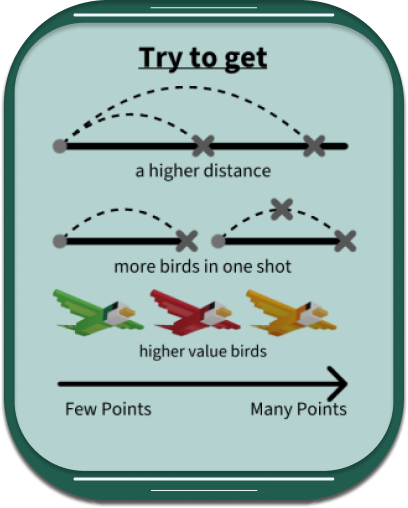 Try to get
a higher distance
more birds in one shot
higher value birds
Few Points Many Points